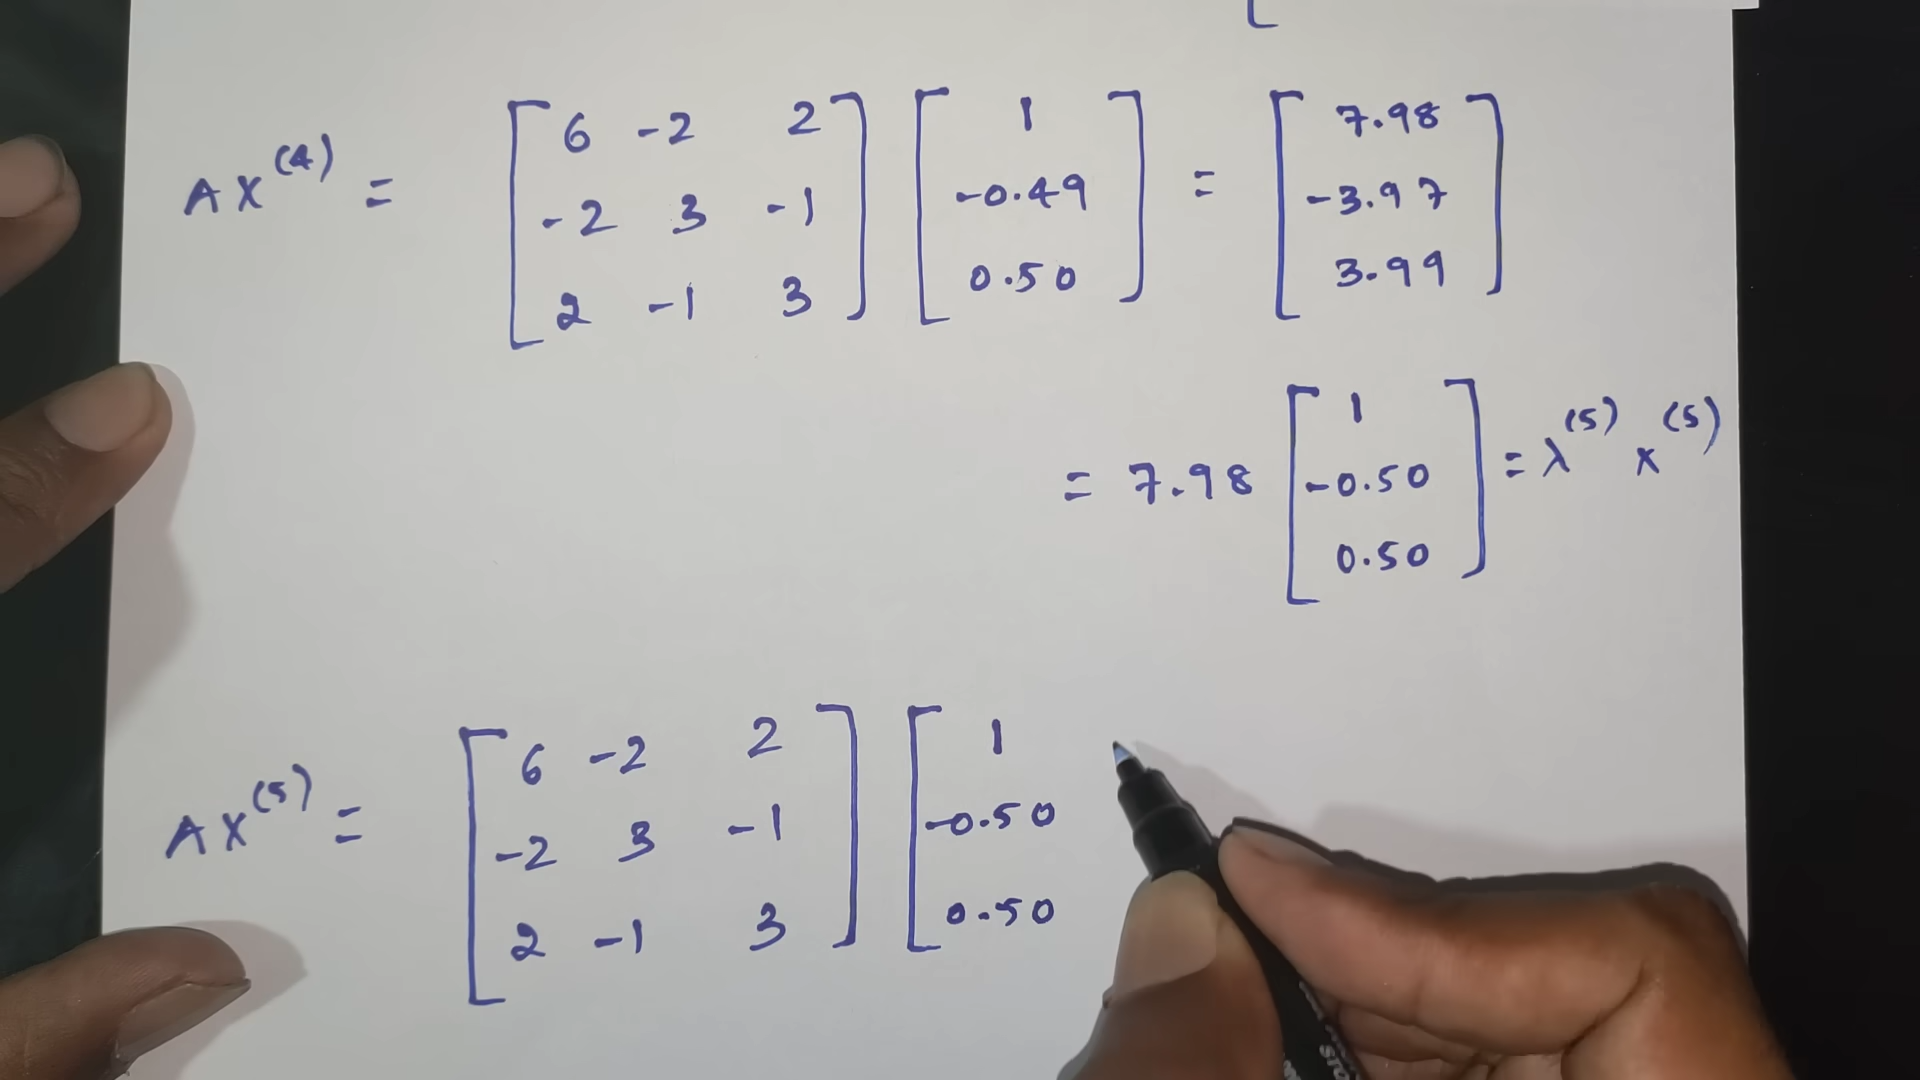 AX^(4) = [ 6 -2 2 ] [ 1 ] = [ 7.98 ]
[ -2 3 -1 ] [ -0.49 ] [ -3.97 ]
[ 2 -1 3 ] [ 0.50 ] [ 3.99 ]
= 7.98 [ 1 ] = λ^(5) x^(5)
[ -0.50 ]
[ 0.50 ]
AX^(5) = [ 6 -2 2 ] [ 1
[ -2 3 -1 ] [ -0.50
[ 2 -1 3 ] [ 0.50